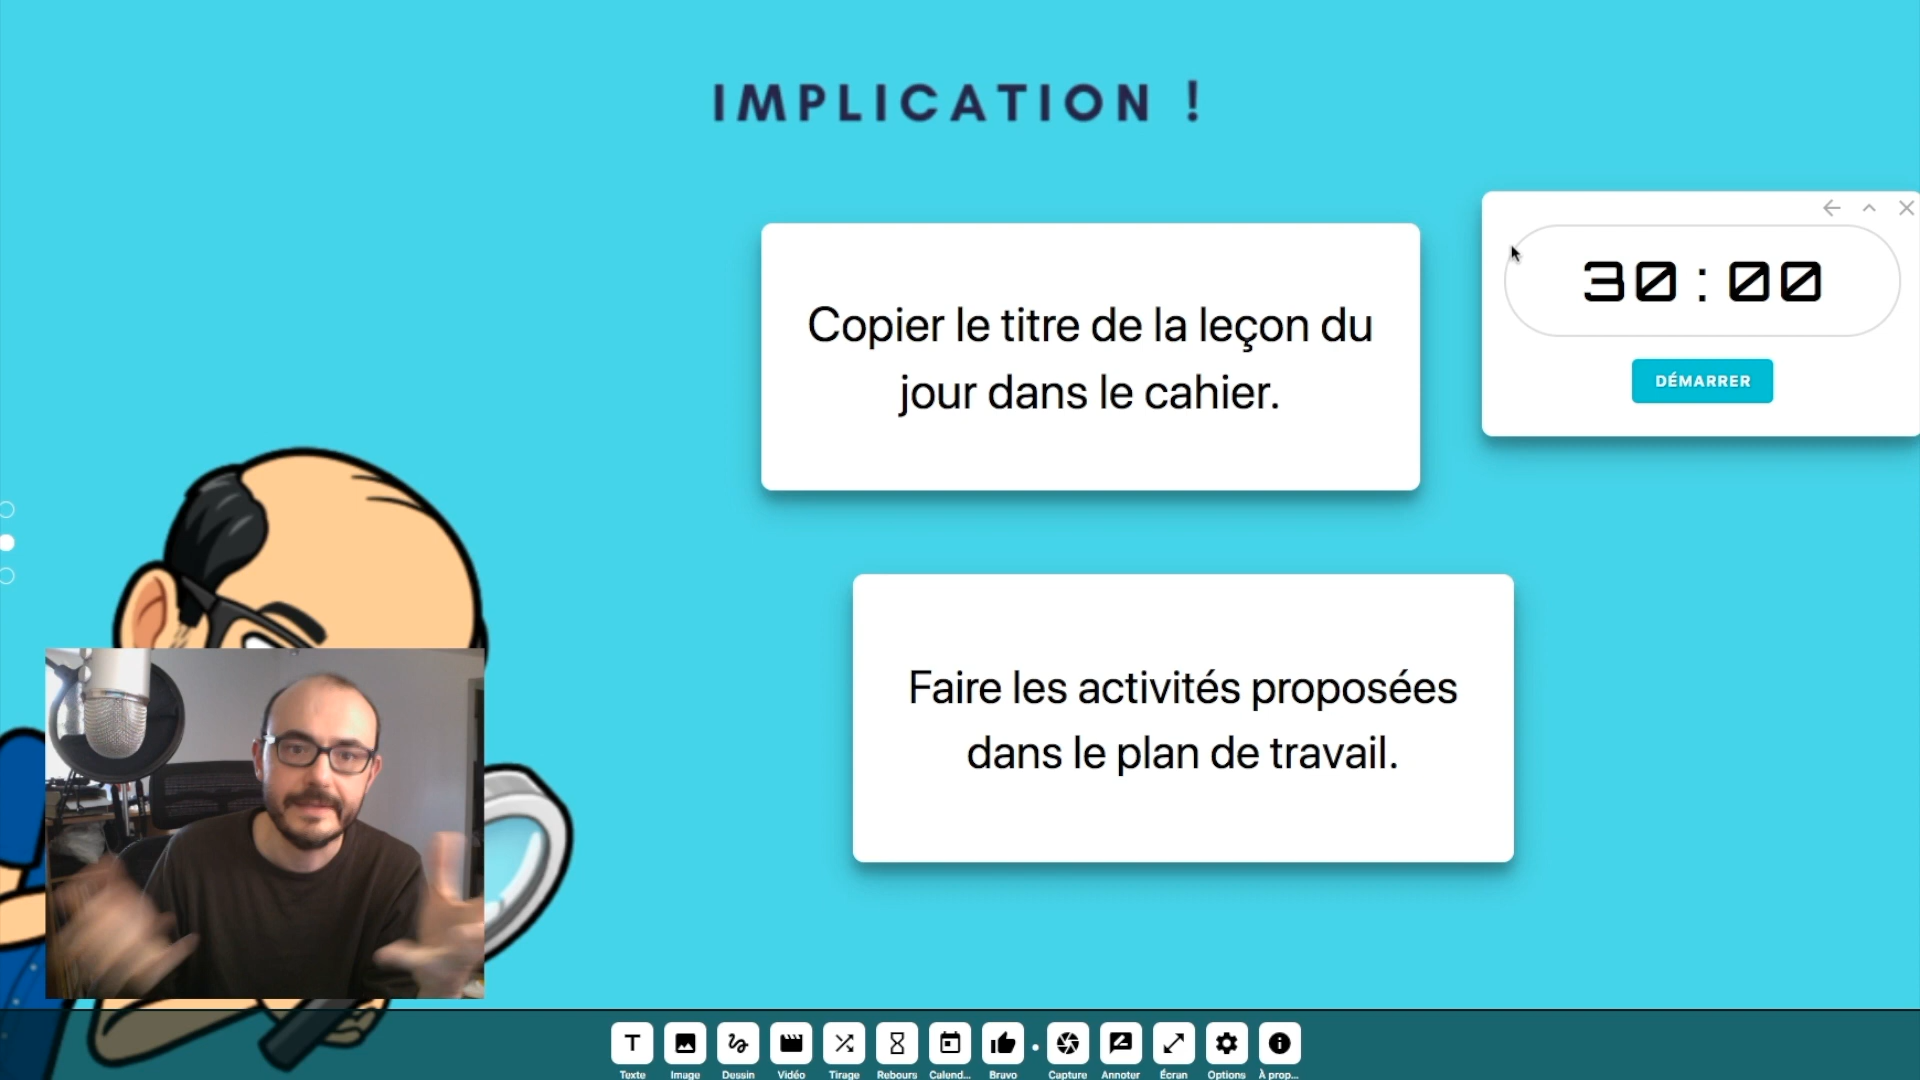 IMPLICATION !
Copier le titre de la leçon du
jour dans le cahier.
30:00
DÉMARRER
Faire les activités proposées
dans le plan de travail.
T
Texte
Image
Dessin
Vidéo
Tirage
Rebours
Calend...
Bravo
Capture
Annoter
Écran
Options
À prop...